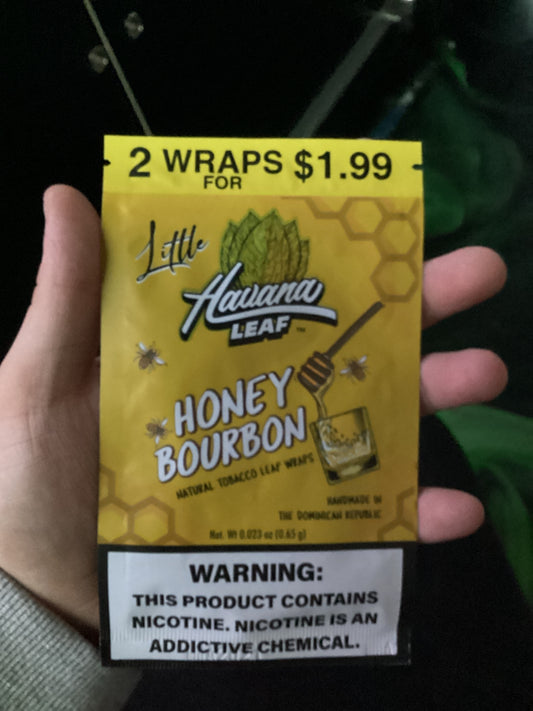 2 WRAPS FOR $1.99
Little
Havana
LEAF ™
HONEY
BOURBON
NATURAL TOBACCO LEAF WRAPS
HANDMADE IN
THE DOMINICAN REPUBLIC
Net. Wt 0.023 oz (0.65 g)
WARNING:
THIS PRODUCT CONTAINS
NICOTINE. NICOTINE IS AN
ADDICTIVE CHEMICAL.